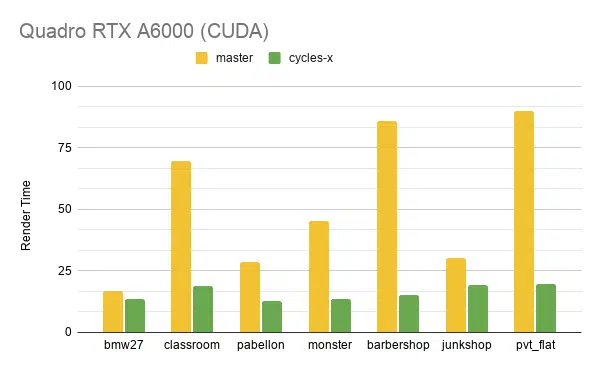 Quadro RTX A6000 (CUDA)
master cycles-x
100
75
50
25
0
Render Time
bmw27 classroom pabellon monster barbershop junkshop pvt_flat